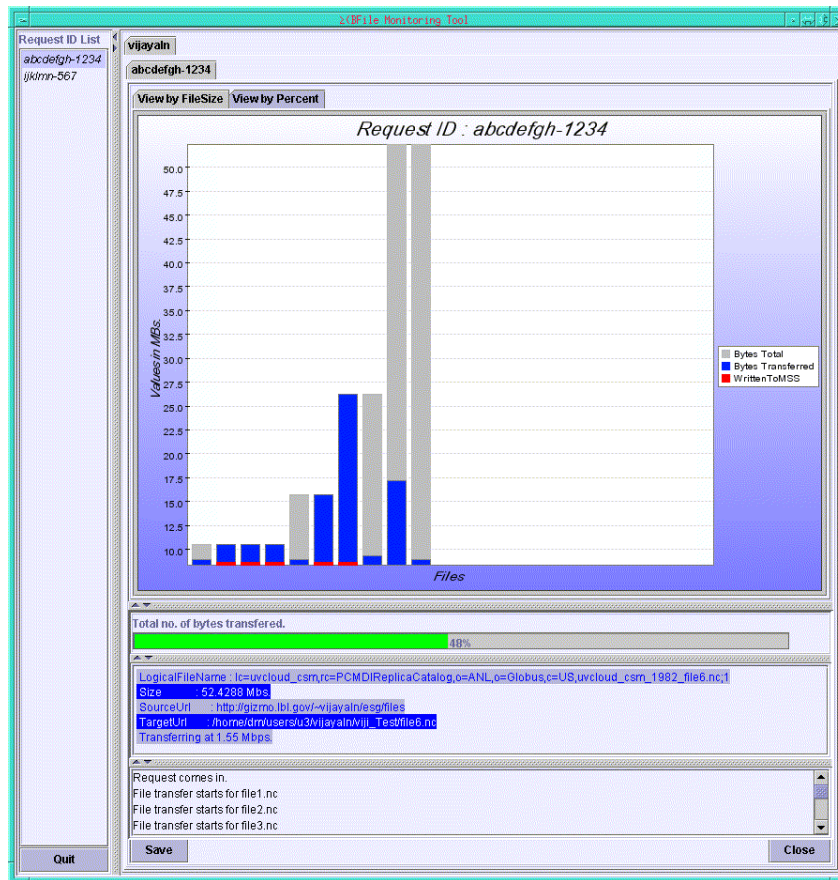 ≥(BFile Monitoring Tool
Request ID List
abcdefgh-1234
ijklmn-567
Quit
vijayaln
abcdefgh-1234
View by FileSize View by Percent
Request ID : abcdefgh-1234
50.0
47.5
45.0
42.5
40.0
37.5
35.0
32.5
30.0
27.5
25.0
22.5
20.0
17.5
15.0
12.5
10.0
Values in MBs.
Files
Bytes Total
Bytes Transferred
WrittenToMSS
Total no. of bytes transfered.
48%
LogicalFileName : lc=uvcloud_csm,rc=PCMDIReplicaCatalog,o=ANL,o=Globus,c=US,uvcloud_csm_1982_file6.nc;1
Size : 52.4288 Mbs.
SourceUrl : http://gizmo.lbl.gov/~vijayaln/esg/files
TargetUrl : /home/dm/users/u3/vijayaln/viji_Test/file6.nc
Transferring at 1.55 Mbps.
Request comes in.
File transfer starts for file1.nc
File transfer starts for file2.nc
File transfer starts for file3.nc
Save
Close